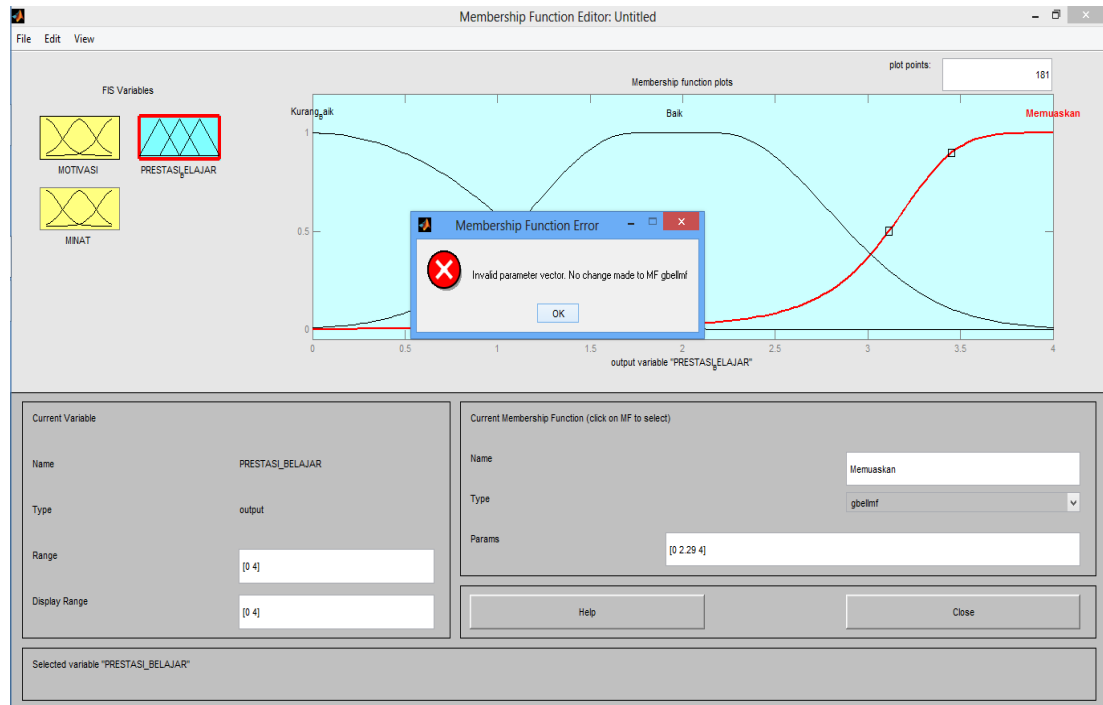 Membership Function Editor: Untitled
File Edit View
FIS Variables
MOTIVASI
PRESTASIBELAJAR
MINAT
plot points:
181
Membership function plots
KurangBaik
Baik
Memuaskan
1
0.5
0
0 0.5 1 1.5 2 2.5 3 3.5 4
output variable "PRESTASIBELAJAR"
Membership Function Error
Invalid parameter vector. No change made to MF gbellmf
OK
Current Variable
Name PRESTASI_BELAJAR
Type output
Range [0 4]
Display Range [0 4]
Current Membership Function (click on MF to select)
Name Memuaskan
Type gbellmf
Params [0 2.29 4]
Help Close
Selected variable "PRESTASI_BELAJAR"